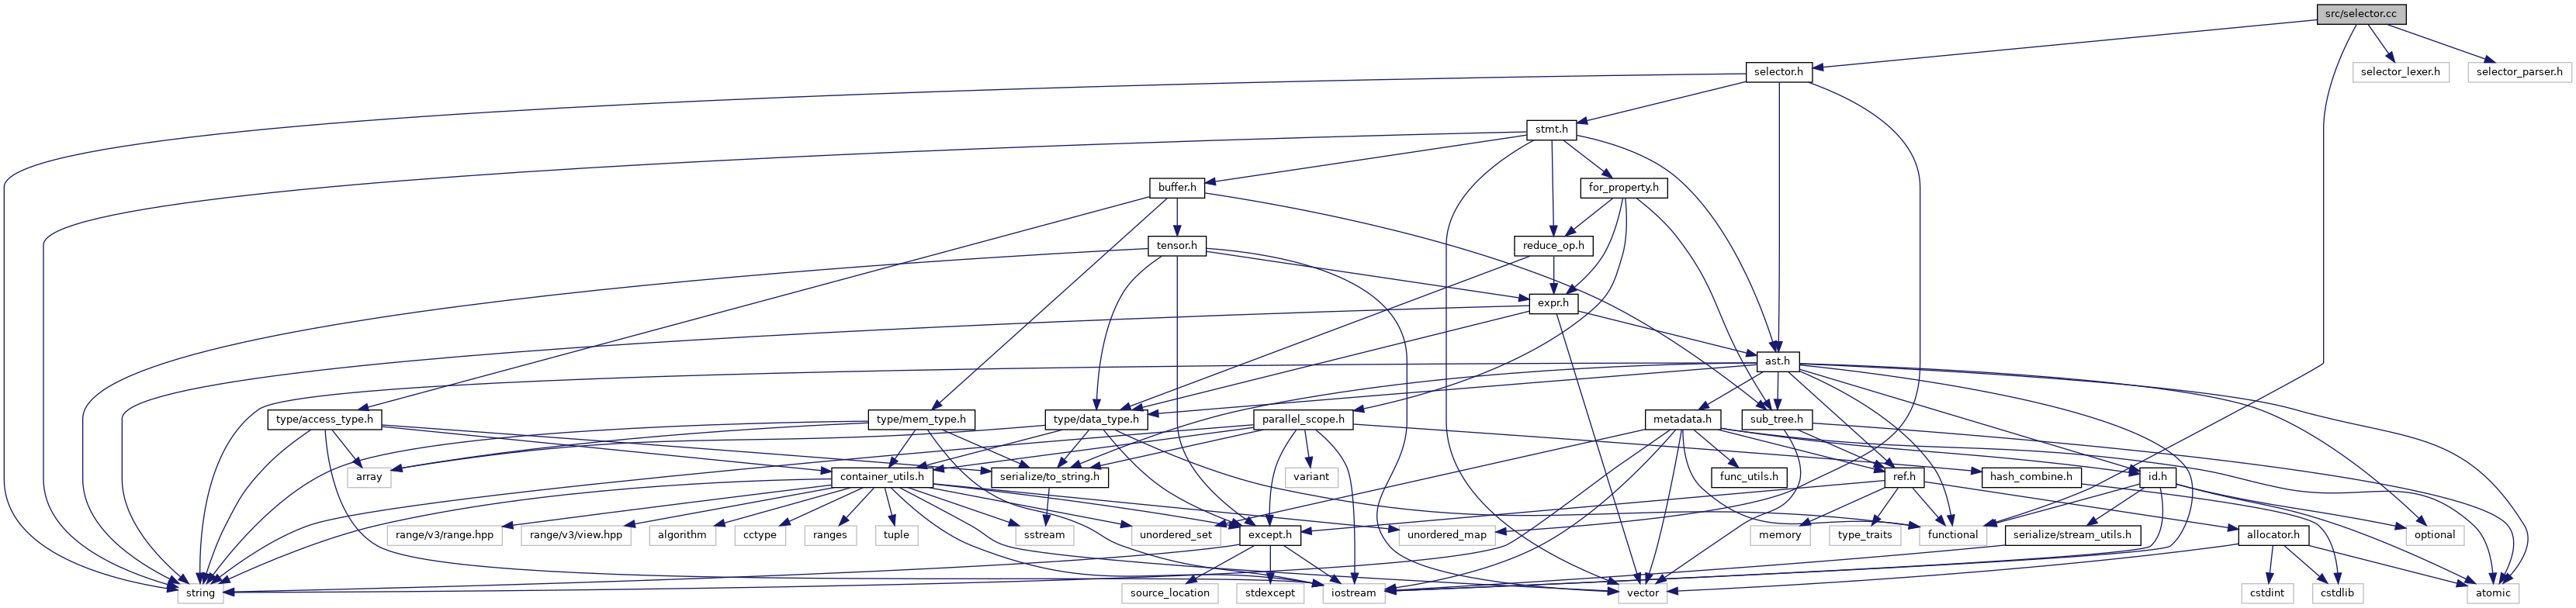 src/selector.cc
selector.h
selector_lexer.h
selector_parser.h
stmt.h
buffer.h
for_property.h
tensor.h
reduce_op.h
expr.h
ast.h
type/access_type.h
type/mem_type.h
type/data_type.h
parallel_scope.h
metadata.h
sub_tree.h
array
container_utils.h
serialize/to_string.h
variant
func_utils.h
ref.h
hash_combine.h
id.h
range/v3/range.hpp
range/v3/view.hpp
algorithm
cctype
ranges
tuple
sstream
unordered_set
except.h
unordered_map
memory
type_traits
functional
serialize/stream_utils.h
allocator.h
optional
string
source_location
stdexcept
iostream
vector
cstdint
cstdlib
atomic